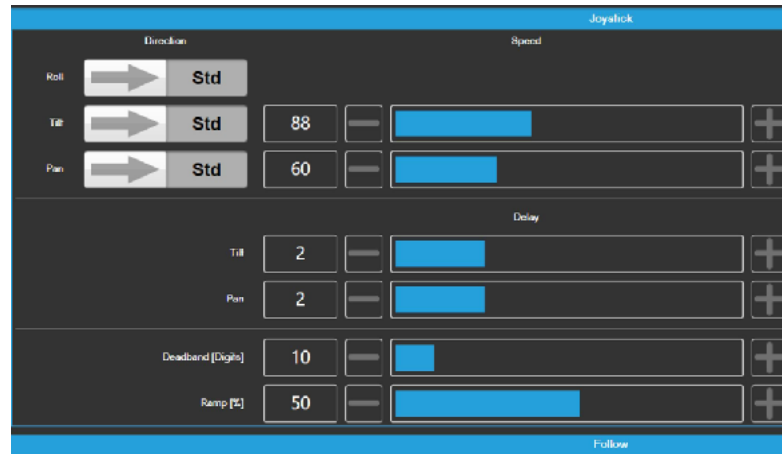 Joystick
Direction Speed
Roll Std
Tilt Std 88
Pan Std 60
Delay
Tilt 2
Pan 2
Deadband [Digits] 10
Ramp [%] 50
Follow